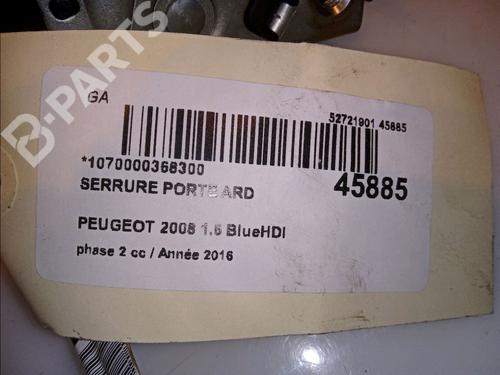 GA
52721901 45885
*1070000368300
SERRURE PORTE ARD
45885
PEUGEOT 2008 1.6 BlueHDI
phase 2 cc / Année 2016
B-PARTS